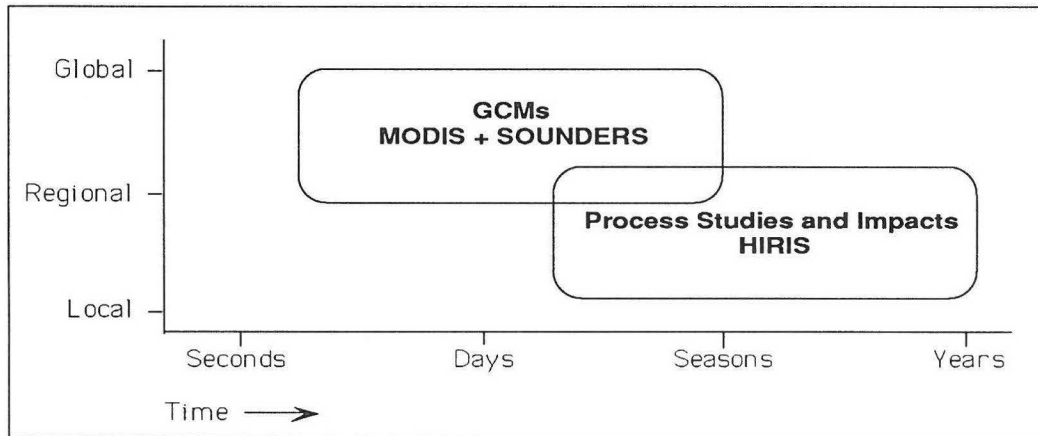 Global
GCMs
MODIS + SOUNDERS
Regional
Process Studies and Impacts
HIRIS
Local
Seconds Days Seasons Years
Time